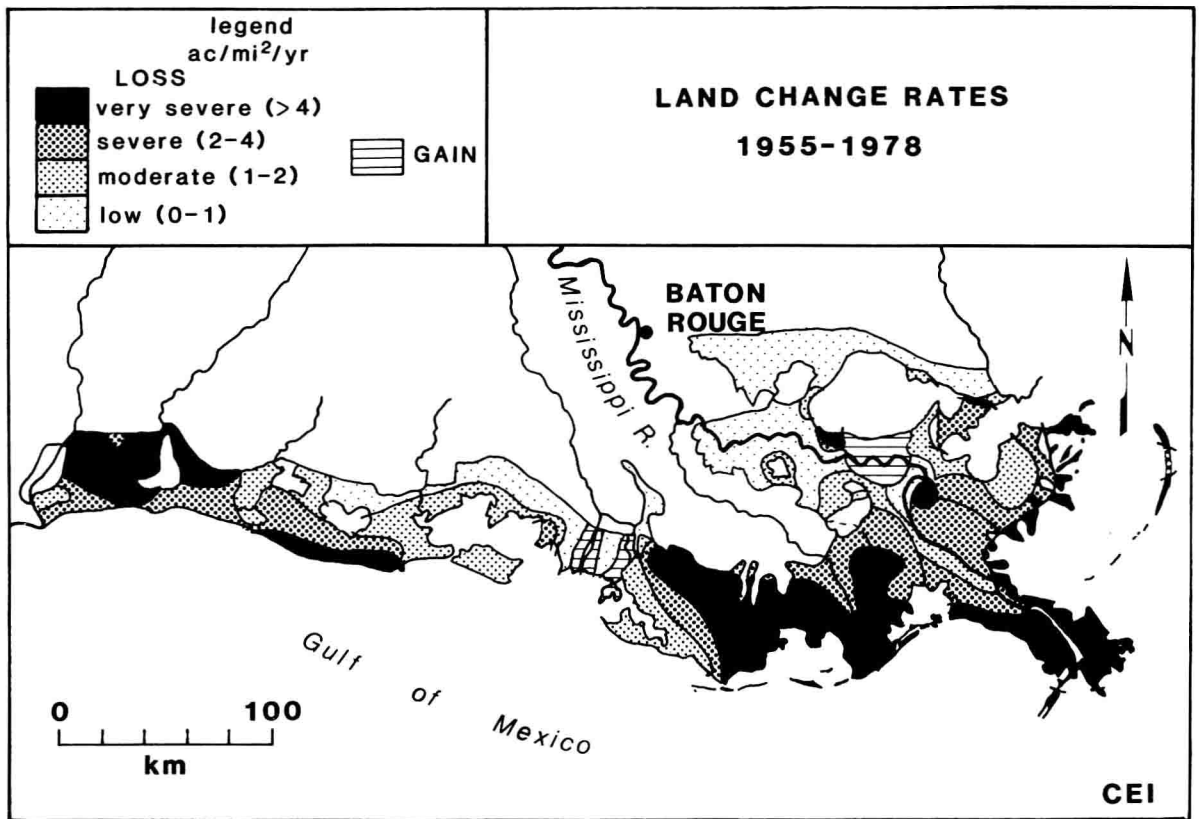 legend
ac/mi²/yr
LOSS
very severe (>4)
severe (2-4)
moderate (1-2)
low (0-1)
GAIN
LAND CHANGE RATES
1955-1978
BATON
ROUGE
Mississippi R.
N
Gulf of Mexico
0 100
km
CEI